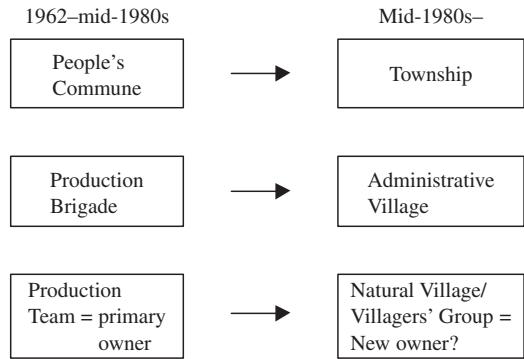 1962–mid-1980s
Mid-1980s–
People's
Commune
Township
Production
Brigade
Administrative
Village
Production
Team = primary
owner
Natural Village/
Villagers' Group =
New owner?